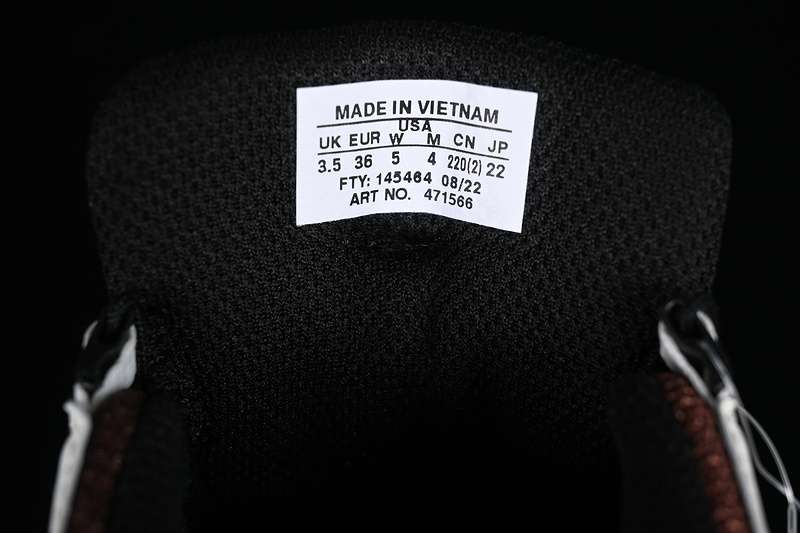 MADE IN VIETNAM
USA
UK EUR W M CN JP
3.5 36 5 4 220(2) 22
FTY: 145464 08/22
ART NO. 471566